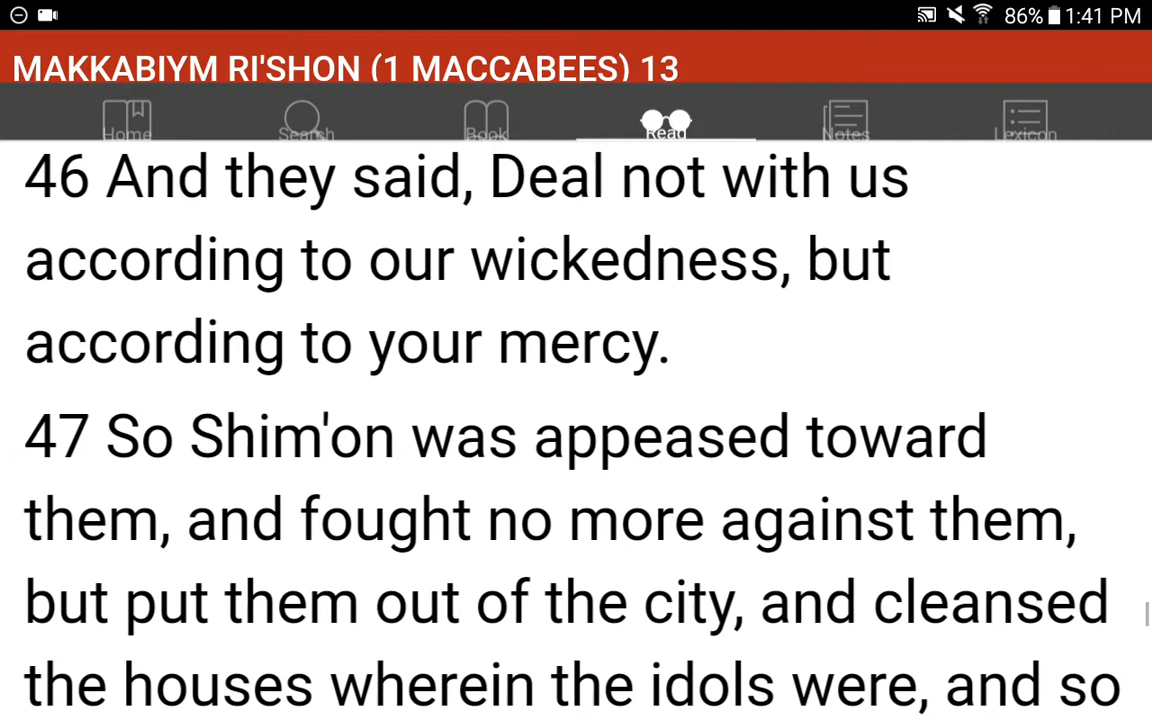 86% 1:41 PM
MAKKABIYM RI'SHON (1 MACCABEES) 13
Home Search Book Read Notes Lexicon
46 And they said, Deal not with us
according to our wickedness, but
according to your mercy.
47 So Shim'on was appeased toward
them, and fought no more against them,
but put them out of the city, and cleansed
the houses wherein the idols were, and so